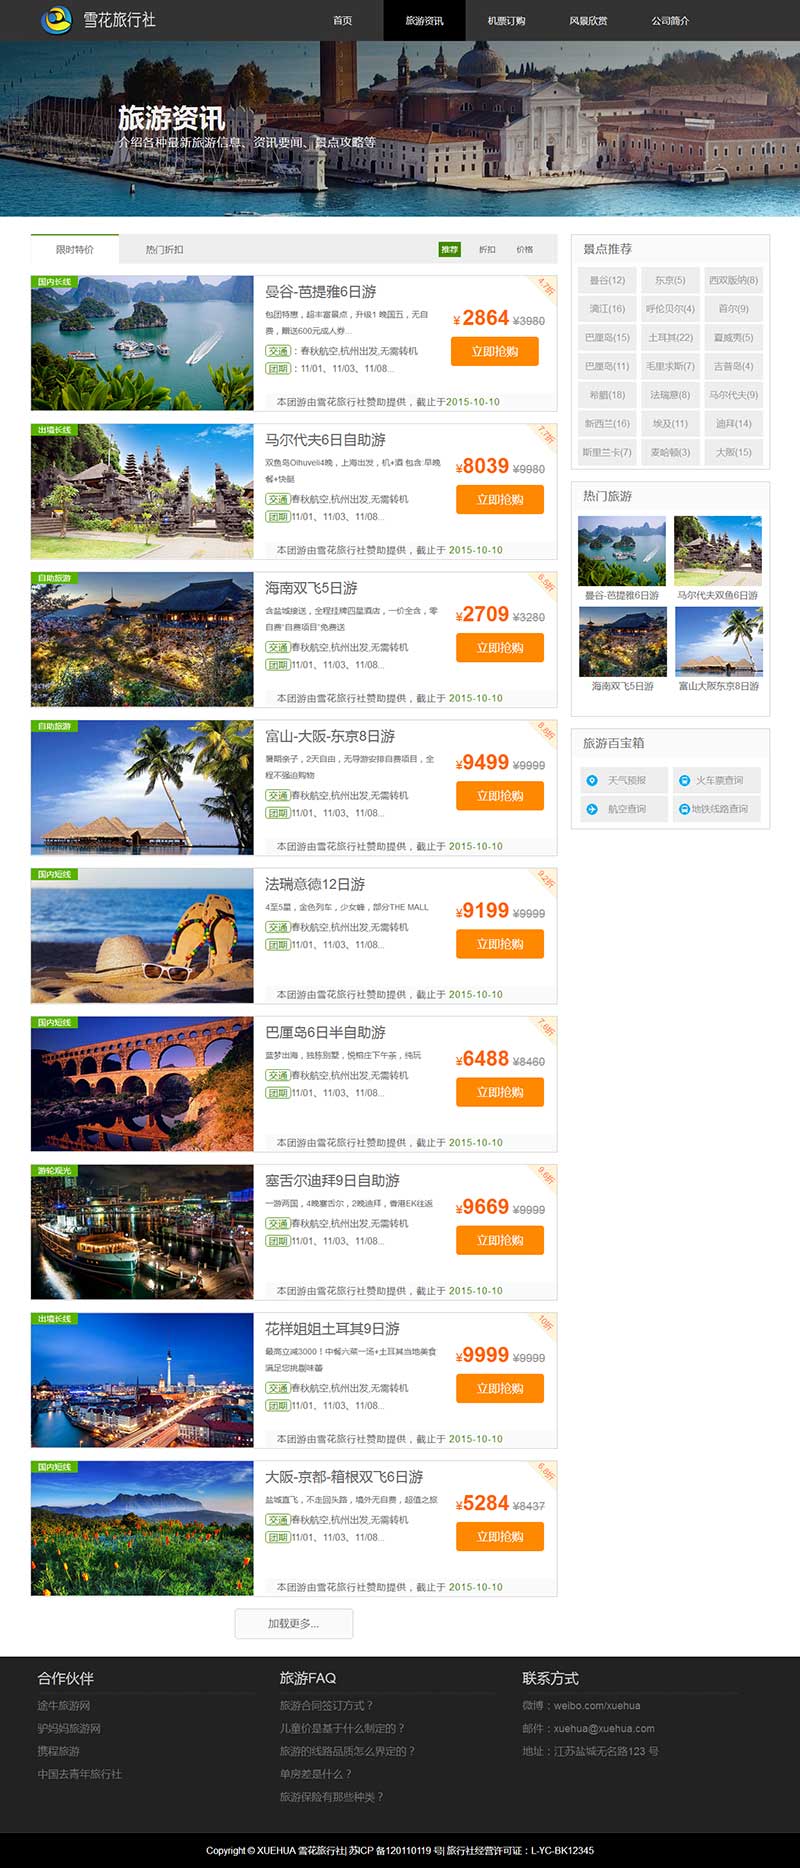 雪花旅行社
首页
旅游资讯
机票订购
风景欣赏
公司简介
旅游资讯
介绍各种最新旅游信息、资讯要闻、景点攻略等
限时特价
热门折扣
推荐
折扣
价格
国内长线
4.7折
曼谷-芭提雅6日游
包团特惠，超丰富景点，升级1晚国五，无自
费，赠送600元成人券...
¥2864 ¥3980
交通：春秋航空,杭州出发,无需转机
团期：11/01、11/03、11/08...
立即抢购
本团游由雪花旅行社赞助提供，截止于2015-10-10
出境长线
7.7折
马尔代夫6日自助游
双鱼岛Olhuveli4晚，上海出发，机+酒 包含:早晚
餐+快艇
¥8039 ¥9980
交通春秋航空,杭州出发,无需转机
团期11/01、11/03、11/08...
立即抢购
本团游由雪花旅行社赞助提供，截止于 2015-10-10
自助旅游
6.5折
海南双飞5日游
含盐城接送，全程挂牌四星酒店，一价全含，零
自费"自费项目"免费送
¥2709 ¥3280
交通春秋航空,杭州出发,无需转机
团期11/01、11/03、11/08...
立即抢购
本团游由雪花旅行社赞助提供，截止于 2015-10-10
自助旅游
8.8折
富山-大阪-东京8日游
暑期亲子，2天自由，无导游安排自费项目，全
程不强迫购物
¥9499 ¥9999
交通春秋航空,杭州出发,无需转机
团期11/01、11/03、11/08...
立即抢购
本团游由雪花旅行社赞助提供，截止于 2015-10-10
国内短线
9.2折
法瑞意德12日游
4至5星，金色列车，少女峰，部分THE MALL
¥9199 ¥9999
交通春秋航空,杭州出发,无需转机
团期11/01、11/03、11/08...
立即抢购
本团游由雪花旅行社赞助提供，截止于 2015-10-10
国内短线
7.6折
巴厘岛6日半自助游
蓝梦出海，独栋别墅，悦榕庄下午茶，纯玩
¥6488 ¥8460
交通春秋航空,杭州出发,无需转机
团期11/01、11/03、11/08...
立即抢购
本团游由雪花旅行社赞助提供，截止于 2015-10-10
游轮观光
9.6折
塞舌尔迪拜9日自助游
一游两国，4晚塞舌尔，2晚迪拜，香港EK往返
¥9669 ¥9999
交通春秋航空,杭州出发,无需转机
团期11/01、11/03、11/08...
立即抢购
本团游由雪花旅行社赞助提供，截止于 2015-10-10
出境长线
10折
花样姐姐土耳其9日游
最高立减3000！中餐六菜一汤+土耳其当地美食
满足您挑剔味蕾
¥9999 ¥9999
交通春秋航空,杭州出发,无需转机
团期11/01、11/03、11/08...
立即抢购
本团游由雪花旅行社赞助提供，截止于 2015-10-10
国内短线
6.8折
大阪-京都-箱根双飞6日游
盐城直飞，不走回头路，境外无自费，超值之旅
¥5284 ¥8437
交通春秋航空,杭州出发,无需转机
团期11/01、11/03、11/08...
立即抢购
本团游由雪花旅行社赞助提供，截止于 2015-10-10
加载更多...
景点推荐
曼谷(12) 东京(5) 西双版纳(8)
漓江(16) 呼伦贝尔(4) 首尔(9)
巴厘岛(15) 土耳其(22) 夏威夷(5)
巴厘岛(11) 毛里求斯(7) 吉普岛(4)
希腊(18) 法瑞意(8) 马尔代夫(9)
新西兰(16) 埃及(11) 迪拜(14)
斯里兰卡(7) 麦哈顿(3) 大阪(15)
热门旅游
曼谷-芭提雅6日游
马尔代夫双鱼6日游
海南双飞5日游
富山大阪东京8日游
旅游百宝箱
天气预报
火车票查询
航空查询
地铁线路查询
合作伙伴
途牛旅游网
驴妈妈旅游网
携程旅游
中国去青年旅行社
旅游FAQ
旅游合同签订方式？
儿童价是基于什么制定的？
旅游的线路品质怎么界定的？
单房差是什么？
旅游保险有那些种类？
联系方式
微博：weibo.com/xuehua
邮件：xuehua@xuehua.com
地址：江苏盐城无名路123 号
Copyright © XUEHUA 雪花旅行社| 苏ICP 备120110119 号| 旅行社经营许可证：L-YC-BK12345